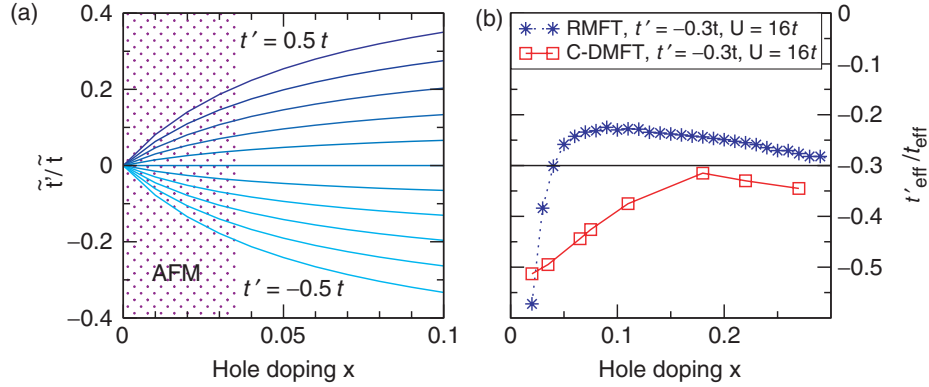 (a)
t̃'/t̃
0.4
0.2
0
−0.2
−0.4
t' = 0.5 t
AFM
t' = −0.5 t
0
0.05
0.1
Hole doping x
(b)
RMFT, t' = −0.3t, U = 16t
C-DMFT, t' = −0.3t, U = 16t
0
−0.1
−0.2
−0.3
−0.4
−0.5
t'eff /teff
0
0.1
0.2
Hole doping x